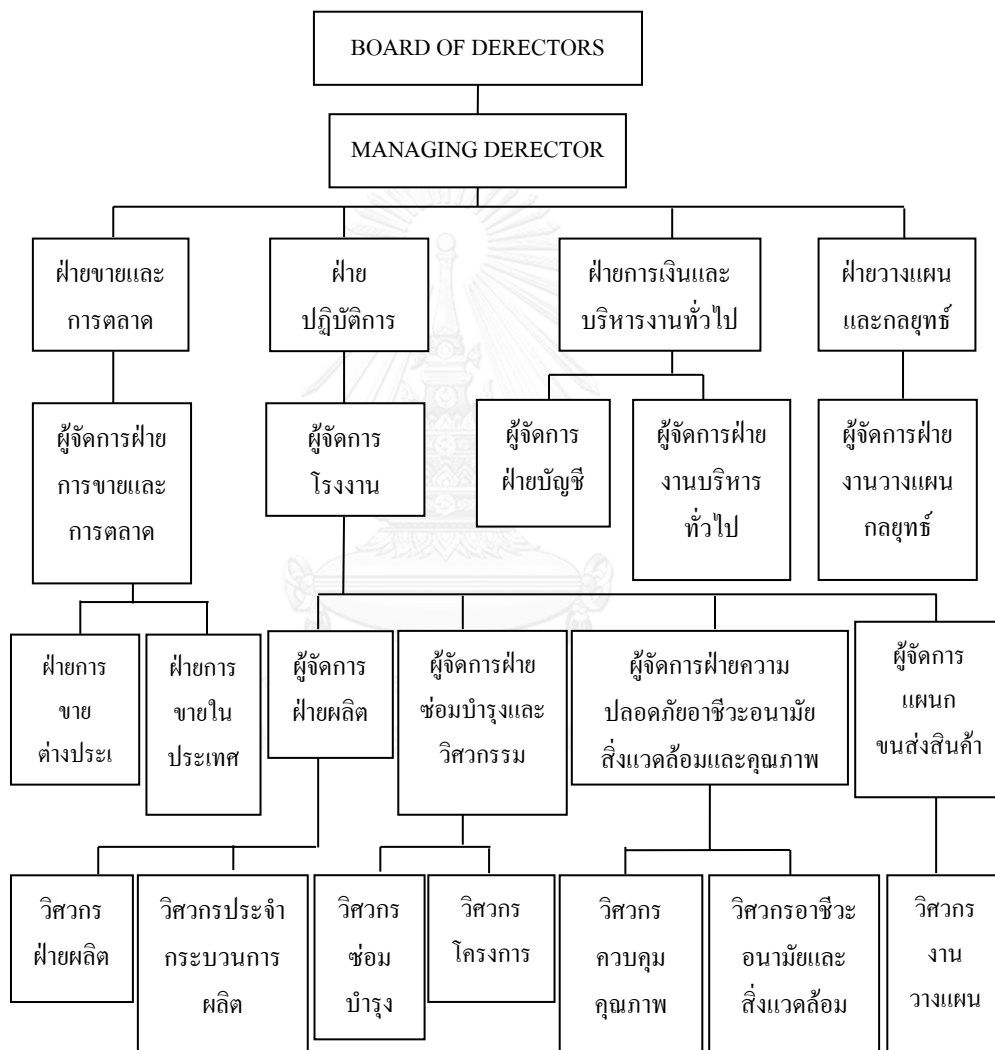 BOARD OF DERECTORS
MANAGING DERECTOR
ฝ่ายขายและ
การตลาด
ฝ่าย
ปฏิบัติการ
ฝ่ายการเงินและ
บริหารงานทั่วไป
ฝ่ายวางแผน
และกลยุทธ์
ผู้จัดการฝ่าย
การขายและ
การตลาด
ผู้จัดการ
โรงงาน
ผู้จัดการ
ฝ่ายบัญชี
ผู้จัดการฝ่าย
งานบริหาร
ทั่วไป
ผู้จัดการฝ่าย
งานวางแผน
กลยุทธ์
ฝ่ายการ
ขาย
ต่างประเ
ฝ่ายการ
ขายใน
ประเทศ
ผู้จัดการ
ฝ่ายผลิต
ผู้จัดการฝ่าย
ซ่อมบำรุงและ
วิศวกรรม
ผู้จัดการฝ่ายความ
ปลอดภัยอาชีวะอนามัย
สิ่งแวดล้อมและคุณภาพ
ผู้จัดการ
แผนก
ขนส่งสินค้า
วิศวกร
ฝ่ายผลิต
วิศวกรประจำ
กระบวนการ
ผลิต
วิศวกร
ซ่อม
บำรุง
วิศวกร
โครงการ
วิศวกร
ควบคุม
คุณภาพ
วิศวกรอาชีวะ
อนามัยและ
สิ่งแวดล้อม
วิศวกร
งาน
วางแผน